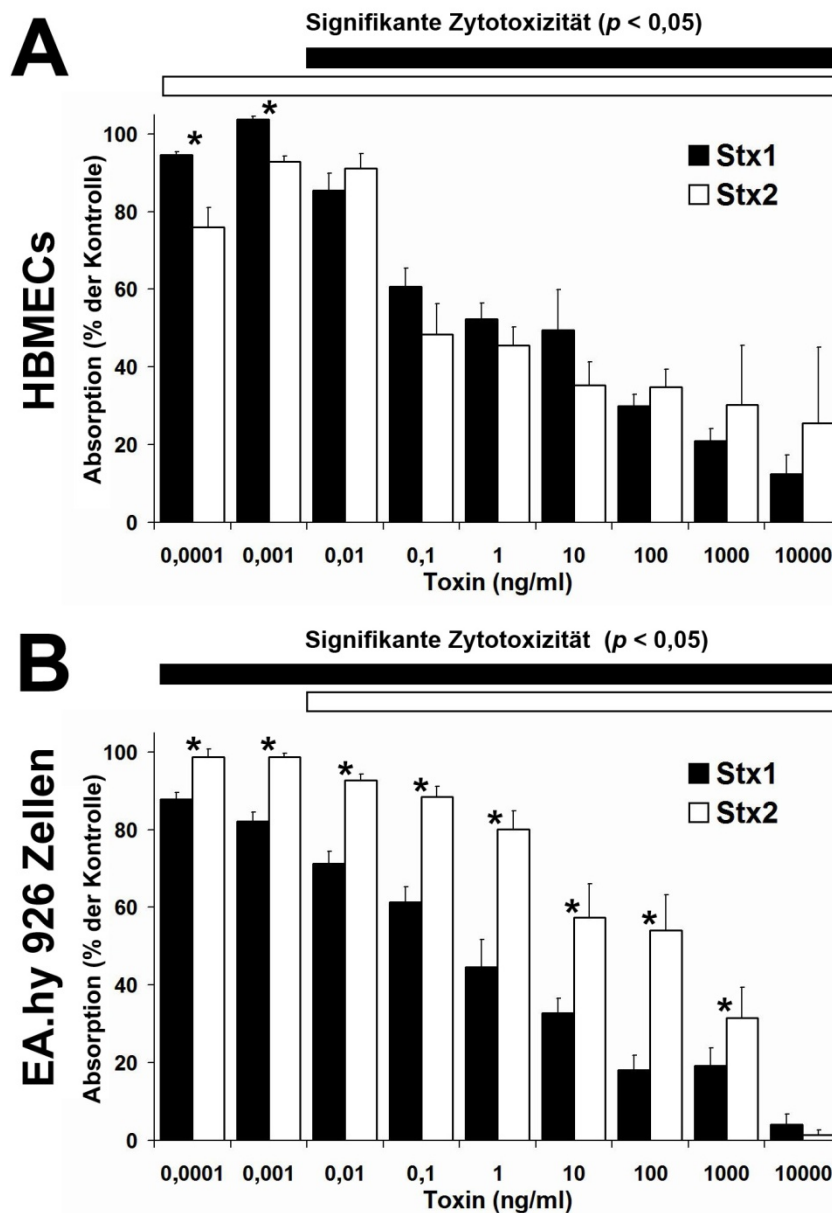 A
Signifikante Zytotoxizität (p < 0,05)
HBMECs
Absorption (% der Kontrolle)
100
80
60
40
20
0
* *
Stx1
Stx2
0,0001 0,001 0,01 0,1 1 10 100 1000 10000
Toxin (ng/ml)
B
Signifikante Zytotoxizität (p < 0,05)
EA.hy 926 Zellen
Absorption (% der Kontrolle)
100
80
60
40
20
0
* * * * * * * *
Stx1
Stx2
0,0001 0,001 0,01 0,1 1 10 100 1000 10000
Toxin (ng/ml)